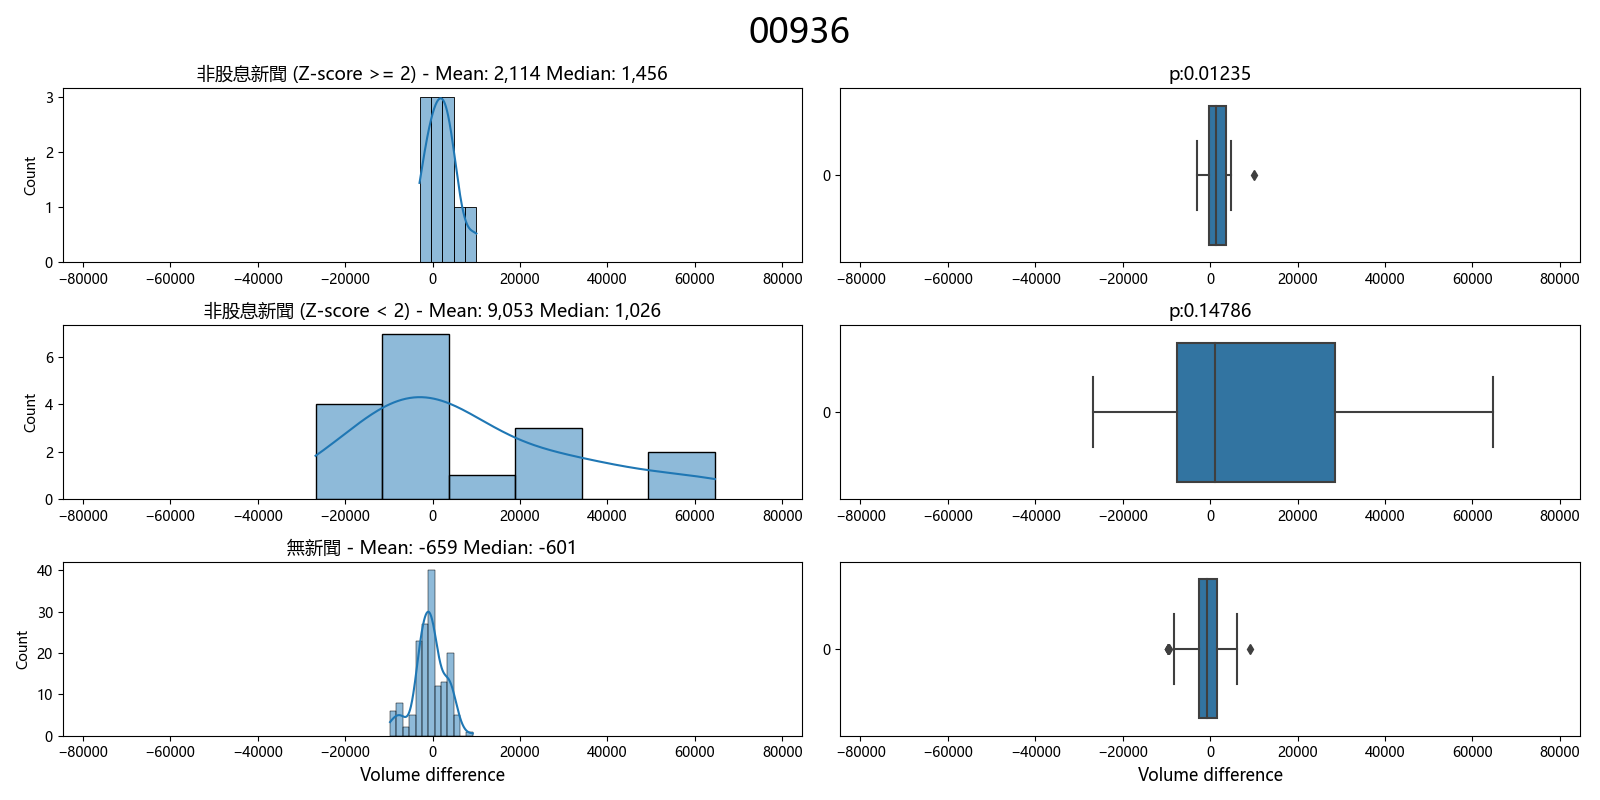 00936
非股息新聞 (Z-score >= 2) - Mean: 2,114 Median: 1,456
p:0.01235
Count
3
2
1
0
0
−80000 −60000 −40000 −20000 0 20000 40000 60000 80000
−80000 −60000 −40000 −20000 0 20000 40000 60000 80000
非股息新聞 (Z-score < 2) - Mean: 9,053 Median: 1,026
p:0.14786
Count
6
4
2
0
0
−80000 −60000 −40000 −20000 0 20000 40000 60000 80000
−80000 −60000 −40000 −20000 0 20000 40000 60000 80000
無新聞 - Mean: -659 Median: -601
Count
40
30
20
10
0
0
−80000 −60000 −40000 −20000 0 20000 40000 60000 80000
−80000 −60000 −40000 −20000 0 20000 40000 60000 80000
Volume difference
Volume difference